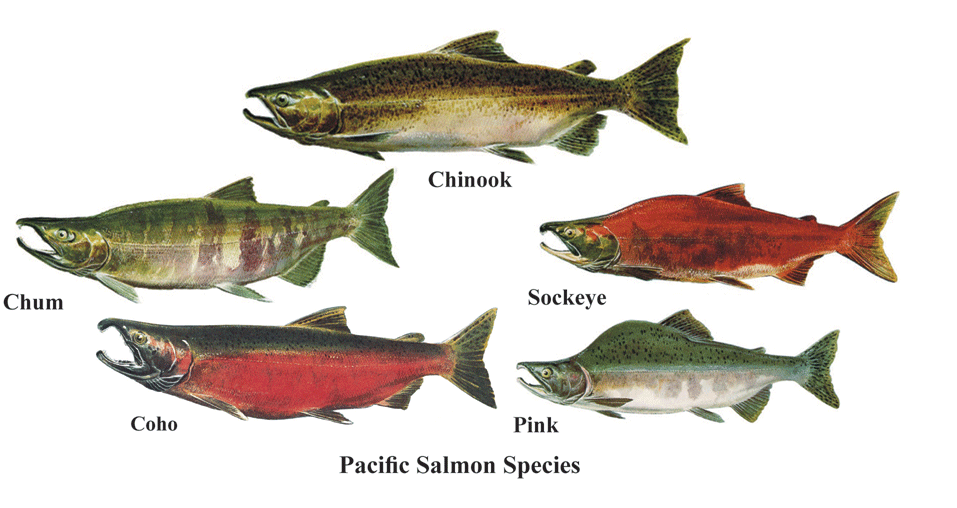 Chinook
Chum
Sockeye
Coho
Pink
Pacific Salmon Species